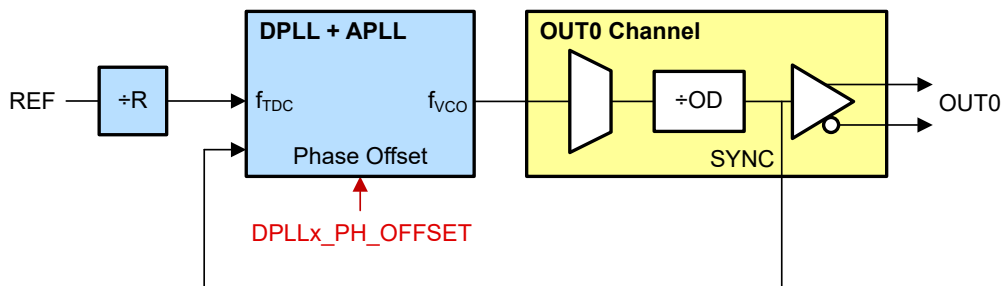 DPLL + APLL
OUT0 Channel
REF
÷R
fTDC
fVCO
÷OD
OUT0
Phase Offset
SYNC
DPLLx_PH_OFFSET